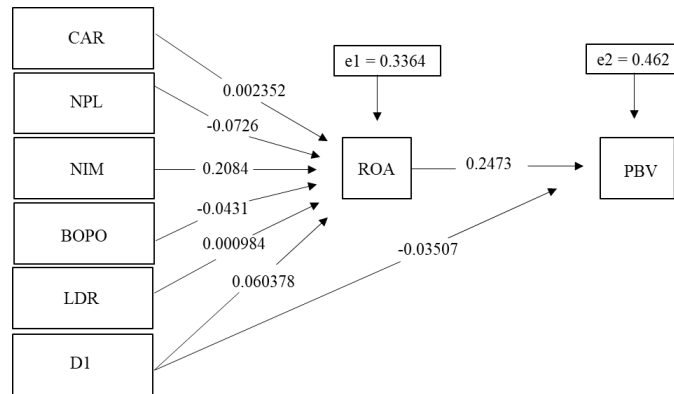 CAR
NPL
NIM
BOPO
LDR
D1
0.002352
-0.0726
0.2084
-0.0431
0.000984
0.060378
e1 = 0.3364
ROA
0.2473
-0.03507
e2 = 0.462
PBV